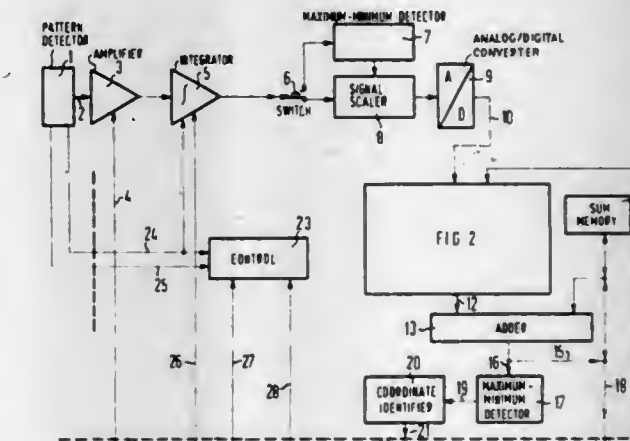 PATTERN
DETECTOR
1
2
AMPLIFIER
3
4
INTEGRATOR
5
6
SWITCH
MAXIMUM-MINIMUM DETECTOR
7
SIGNAL
SCALER
8
ANALOG/DIGITAL
CONVERTER
A
D
9
10
24
25
CONTROL
23
26
27
28
FIG 2
SUM
MEMORY
12
13
ADDER
15
16
18
20
COORDINATE
IDENTIFIER
19
MAXIMUM-
MINIMUM
DETECTOR
17
21